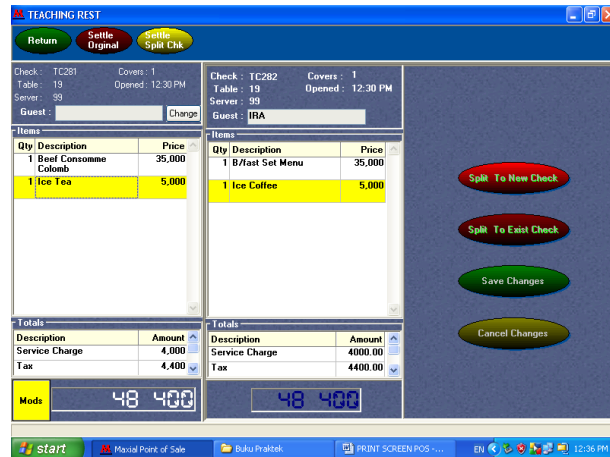 TEACHING REST
Return
Settle Orginal
Settle Split Chk
Check: TC281 Covers: 1
Table: 19 Opened: 12:30 PM
Server: 99
Guest: Change
Items
Qty Description Price
1 Beef Consomme Colomb 35,000
1 Ice Tea 5,000
Totals
Description Amount
Service Charge 4,000
Tax 4,400
Mods 48 400
Check: TC282 Covers: 1
Table: 19 Opened: 12:30 PM
Server: 99
Guest: IRA
Items
Qty Description Price
1 B/fast Set Menu 35,000
1 Ice Coffee 5,000
Totals
Description Amount
Service Charge 4000.00
Tax 4400.00
48 400
Split To New Check
Split To Exist Check
Save Changes
Cancel Changes
start Maxial Point of Sale Buku Praktek PRINT SCREEN POS -... EN 12:36 PM